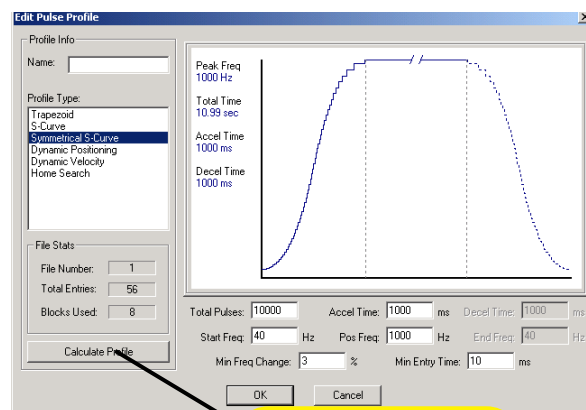 Edit Pulse Profile
Profile Info
Name:
Profile Type:
Trapezoid
S-Curve
Symmetrical S-Curve
Dynamic Positioning
Dynamic Velocity
Home Search
File Stats
File Number: 1
Total Entries: 56
Blocks Used: 8
Calculate Profile
Peak Freq
1000 Hz
Total Time
10.99 sec
Accel Time
1000 ms
Decel Time
1000 ms
Total Pulses: 10000 Accel Time: 1000 ms Decel Time: 1000 ms
Start Freq: 40 Hz Pos Freq: 1000 Hz End Freq: 40 Hz
Min Freq Change: 3 % Min Entry Time: 10 ms
OK Cancel